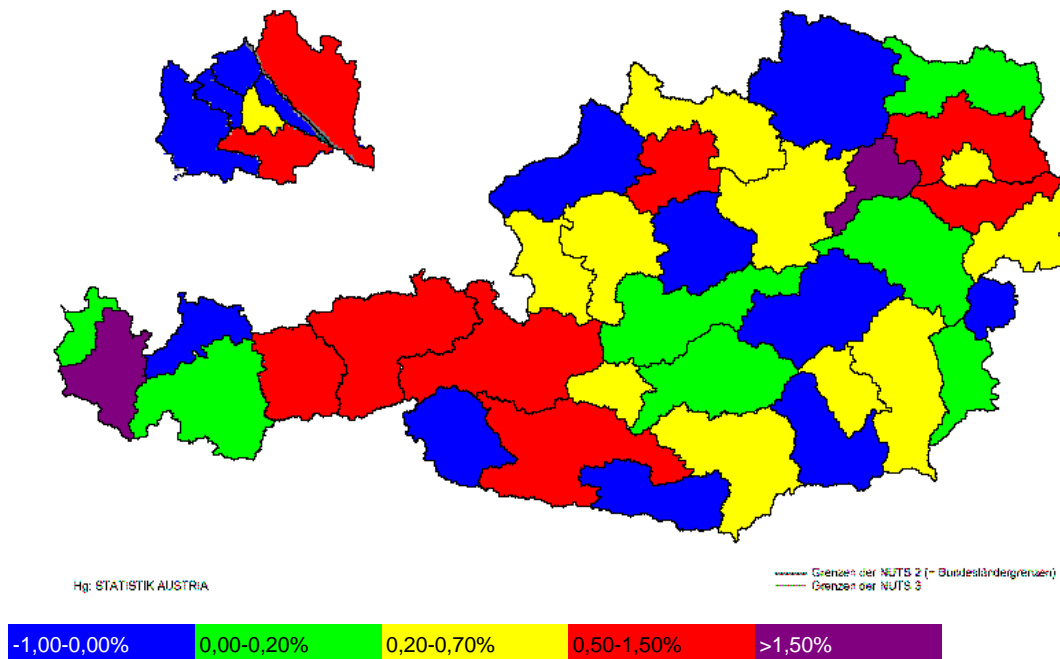 Hg: STATISTIK AUSTRIA
Grenzen der NUTS 2 (= Bundesländergrenzen)
Grenzen der NUTS 3
-1,00-0,00% 0,00-0,20% 0,20-0,70% 0,50-1,50% >1,50%